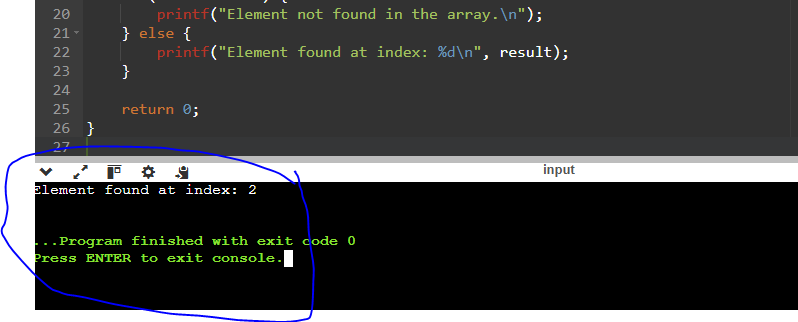 20 printf("Element not found in the array.\n");
21 } else {
22 printf("Element found at index: %d\n", result);
23 }
24
25 return 0;
26 }
27
input
Element found at index: 2
...Program finished with exit code 0
Press ENTER to exit console.